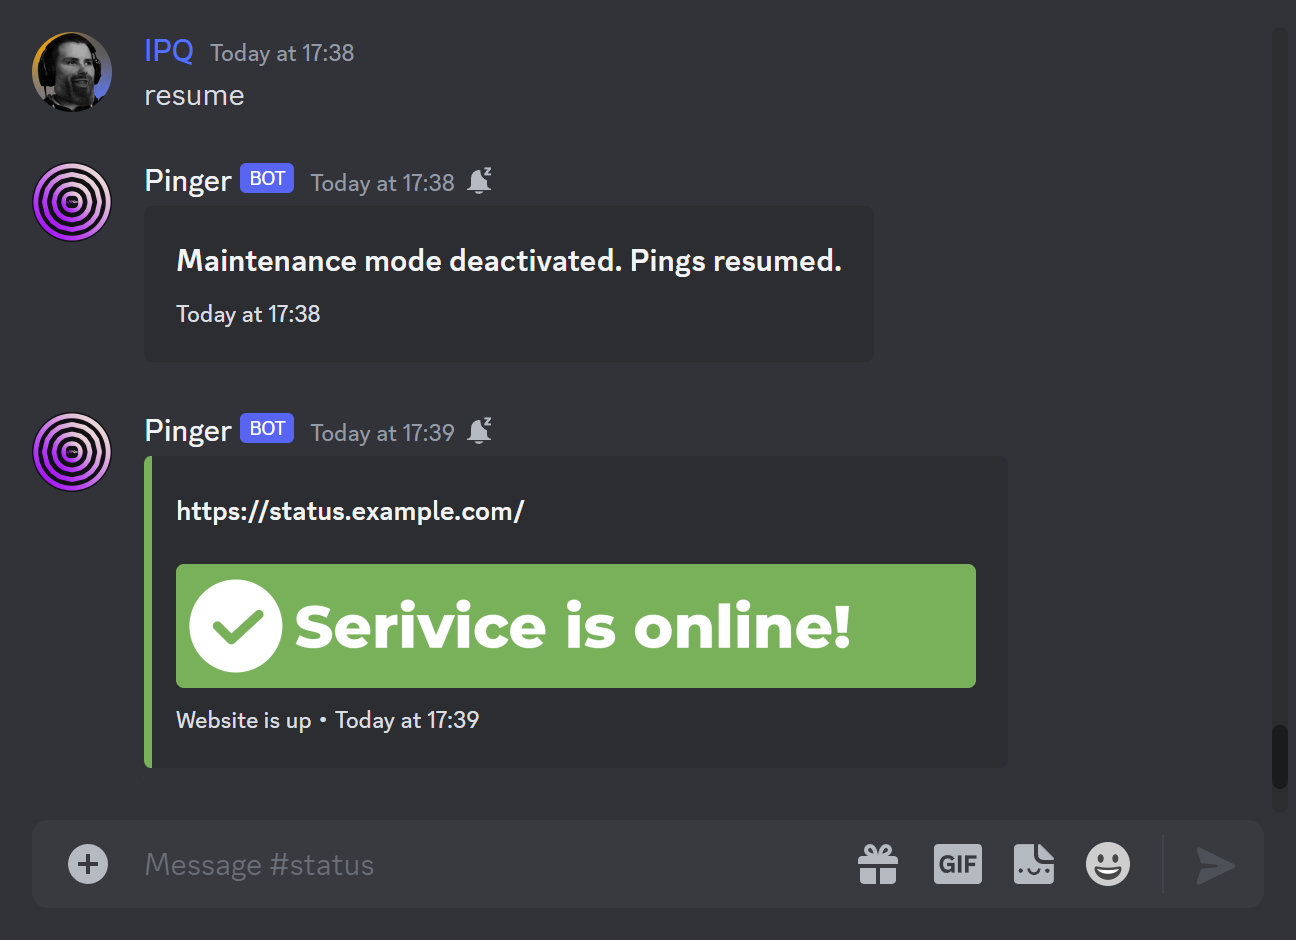 IPQ Today at 17:38
resume
Pinger BOT Today at 17:38 z
Maintenance mode deactivated. Pings resumed.
Today at 17:38
Pinger BOT Today at 17:39 z
https://status.example.com/
Serivice is online!
Website is up • Today at 17:39
Message #status GIF